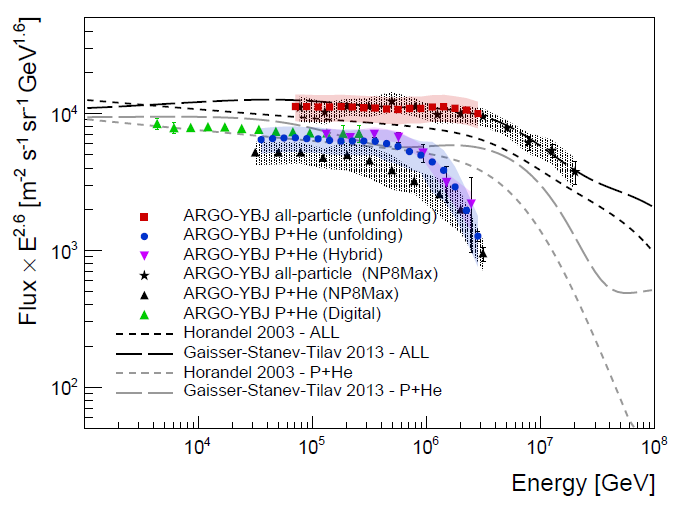 Flux × E^2.6 [m^-2 s^-1 sr^-1 GeV^1.6]
10^4
10^3
10^2
ARGO-YBJ all-particle (unfolding)
ARGO-YBJ P+He (unfolding)
ARGO-YBJ P+He (Hybrid)
ARGO-YBJ all-particle (NP8Max)
ARGO-YBJ P+He (NP8Max)
ARGO-YBJ P+He (Digital)
Horandel 2003 - ALL
Gaisser-Stanev-Tilav 2013 - ALL
Horandel 2003 - P+He
Gaisser-Stanev-Tilav 2013 - P+He
10^4 10^5 10^6 10^7 10^8
Energy [GeV]